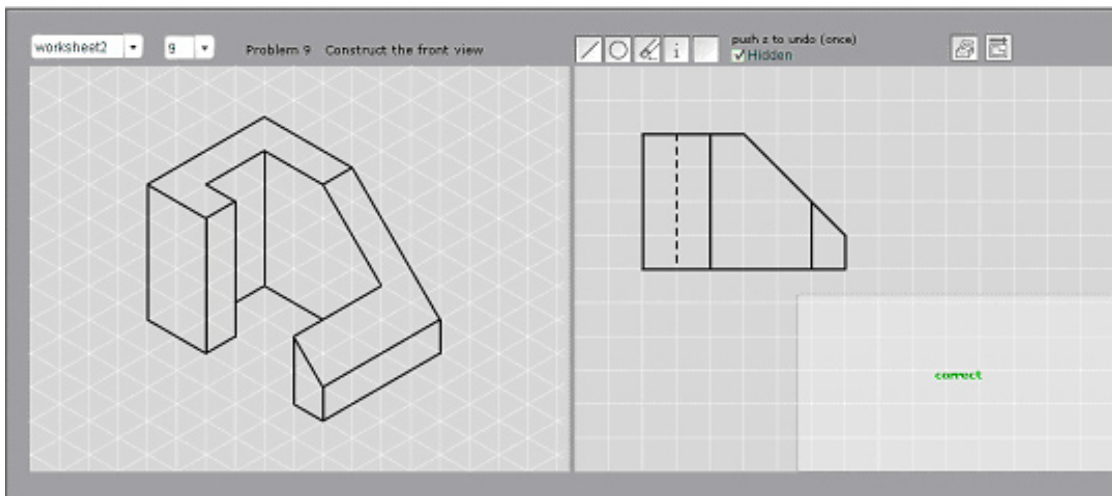 worksheet2 9 Problem 9 Construct the front view i push z to undo (once)
Hidden
correct